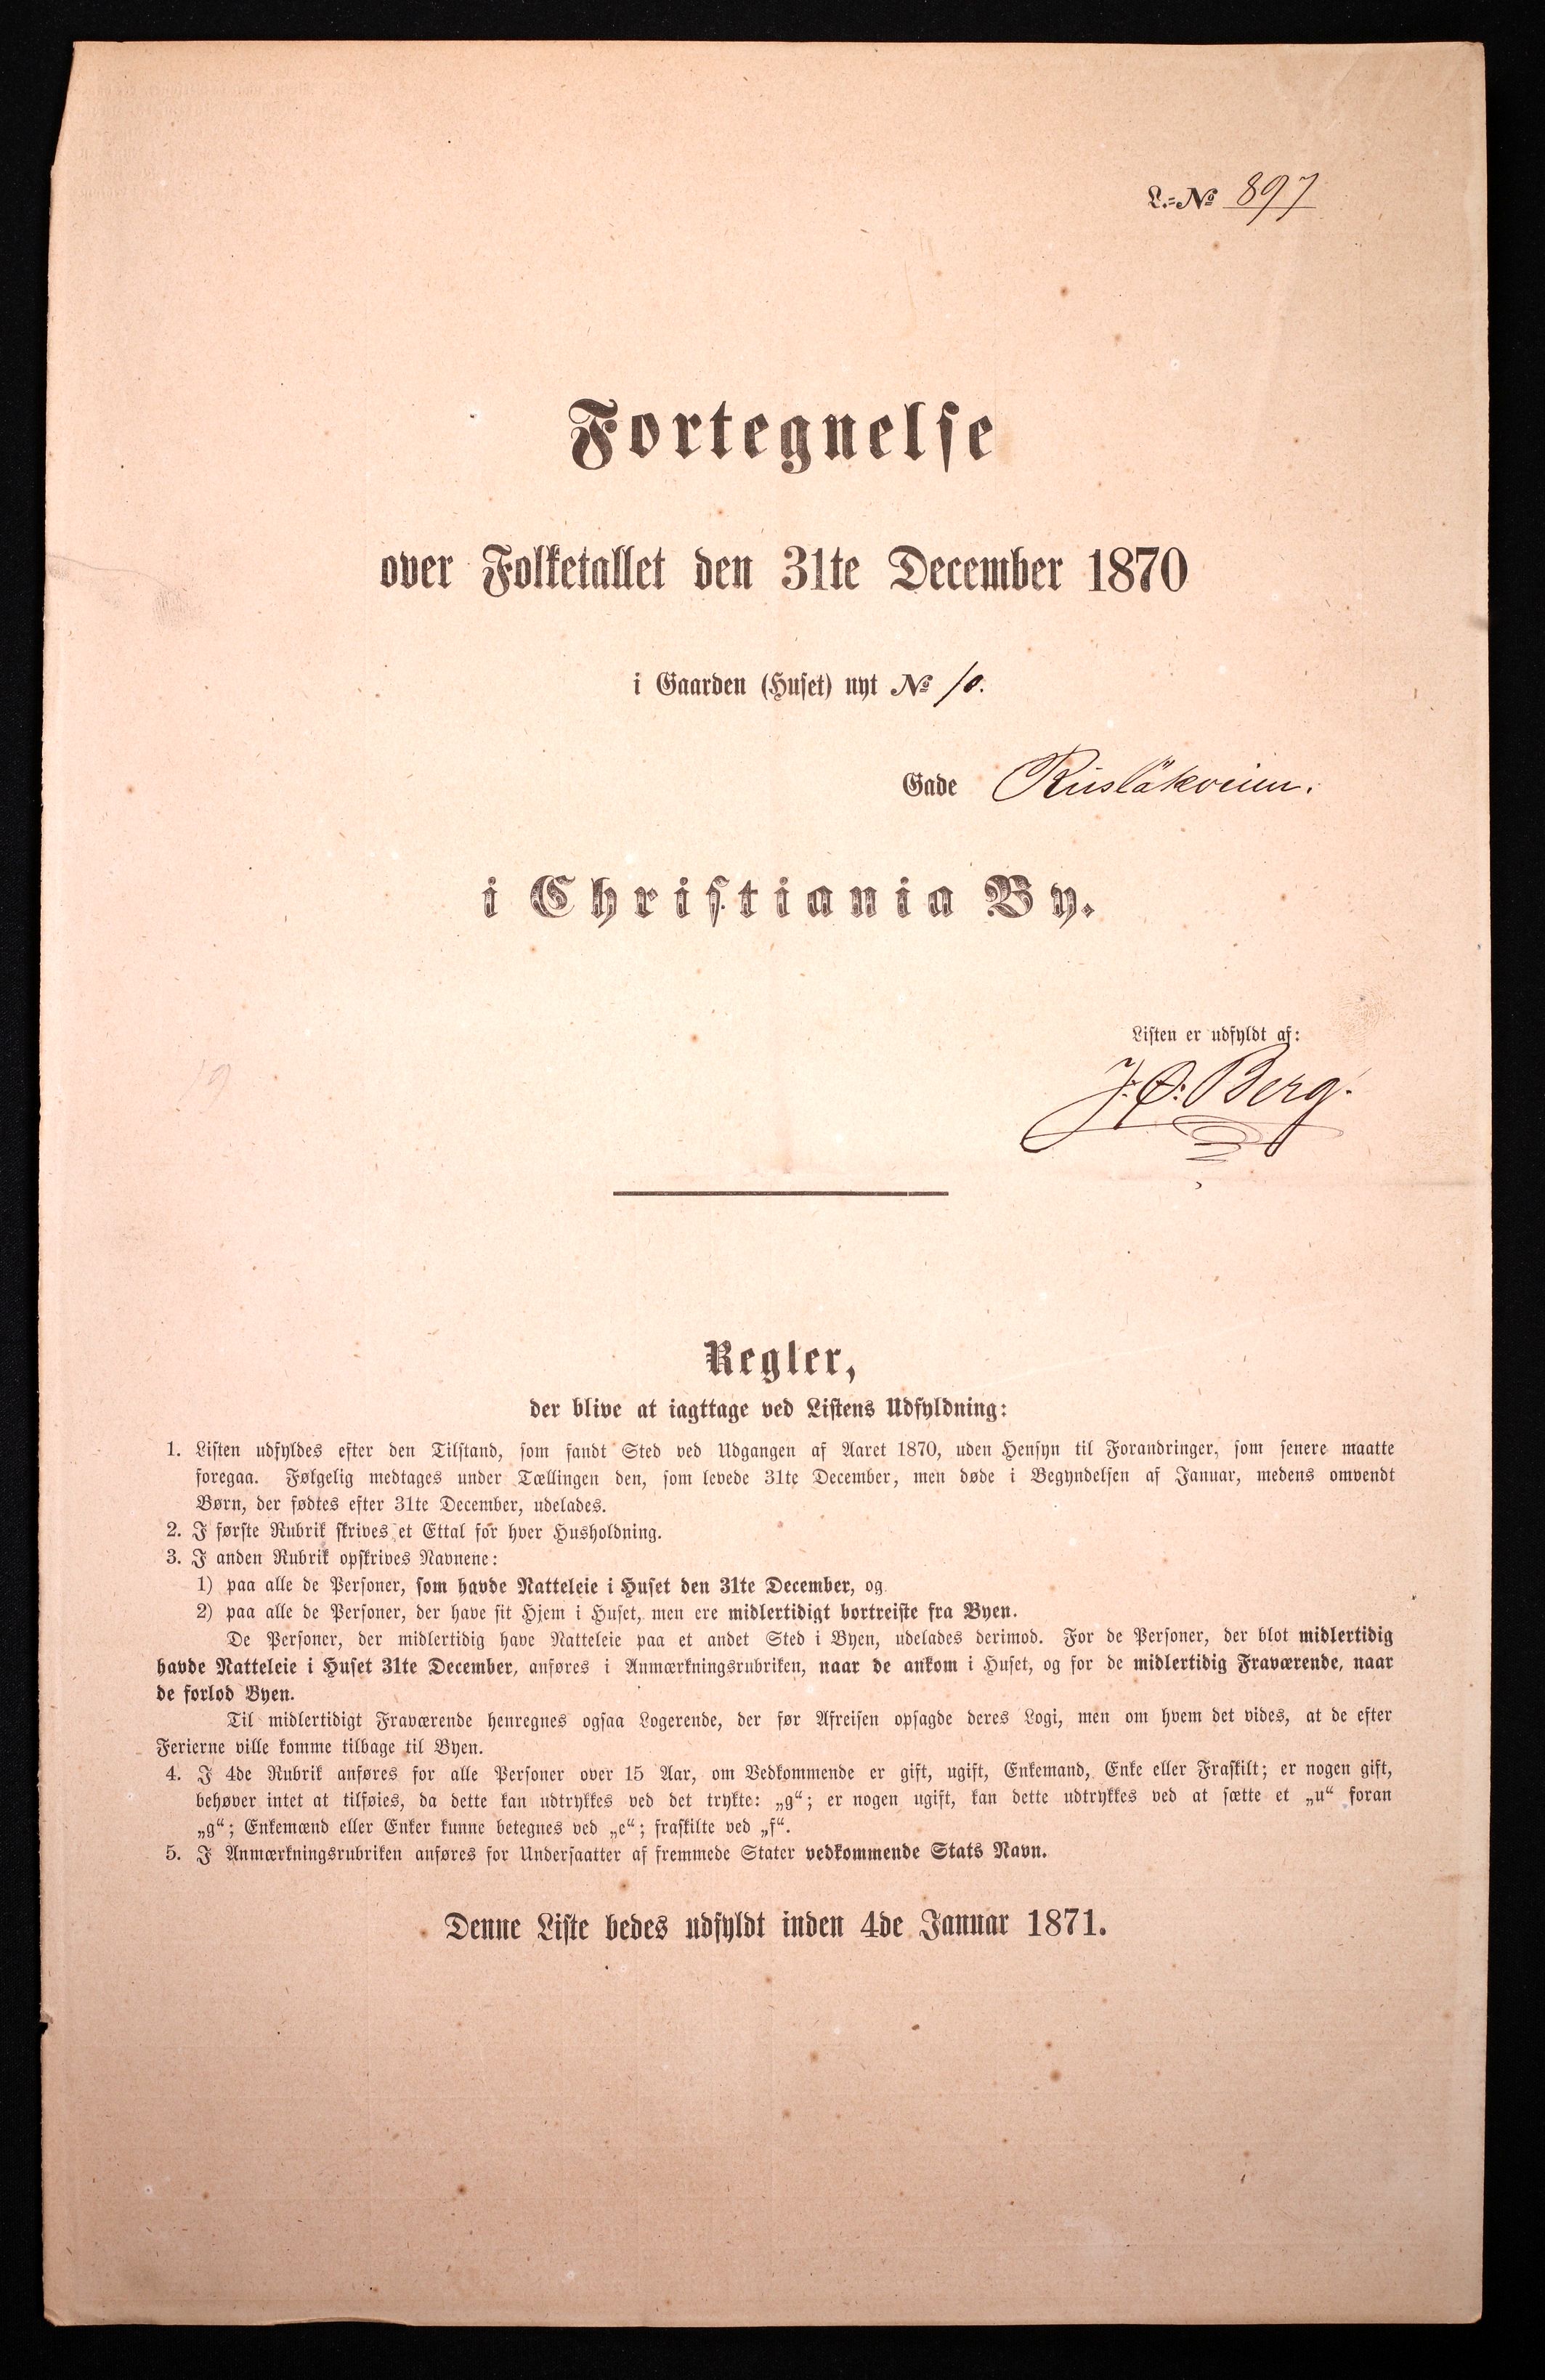 L.=No 897
Fortegnelse
over Folketallet den 31te December 1870
i Gaarden (Huset) nyt No 10.
Gade Rusläkveien.
i Christiania By.
Listen er udfyldt af:
J. O. Berg.
19
Regler,
der blive at iagttage ved Listens Udfyldning:
1. Listen udfyldes efter den Tilstand, som fandt Sted ved Udgangen af Aaret 1870, uden Hensyn til Forandringer, som senere maatte
foregaa. Følgelig medtages under Tællingen den, som levede 31te December, men døde i Begyndelsen af Januar, medens omvendt
Børn, der fødtes efter 31te December, udelades.
2. I første Rubrik skrives et Ettal for hver Husholdning.
3. I anden Rubrik opskrives Navnene:
1) paa alle de Personer, som havde Natteleie i Huset den 31te December, og
2) paa alle de Personer, der have sit Hjem i Huset, men ere midlertidigt bortreiste fra Byen.
De Personer, der midlertidig have Natteleie paa et andet Sted i Byen, udelades derimod. For de Personer, der blot midlertidig
havde Natteleie i Huset 31te December, anføres i Anmærkningsrubriken, naar de ankom i Huset, og for de midlertidig Fraværende, naar
de forlod Byen.
Til midlertidigt Fraværende henregnes ogsaa Logerende, der før Afreisen opsagde deres Logi, men om hvem det vides, at de efter
Ferierne ville komme tilbage til Byen.
4. I 4de Rubrik anføres for alle Personer over 15 Aar, om Vedkommende er gift, ugift, Enkemand, Enke eller Fraskilt; er nogen gift,
behøver intet at tilføies, da dette kan udtrykkes ved det trykte: „g“; er nogen ugift, kan dette udtrykkes ved at sætte et „u“ foran
„g“; Enkemænd eller Enker kunne betegnes ved „e“; fraskilte ved „f“.
5. I Anmærkningsrubriken anføres for Undersaatter af fremmede Stater vedkommende Stats Navn.
Denne Liste bedes udfyldt inden 4de Januar 1871.